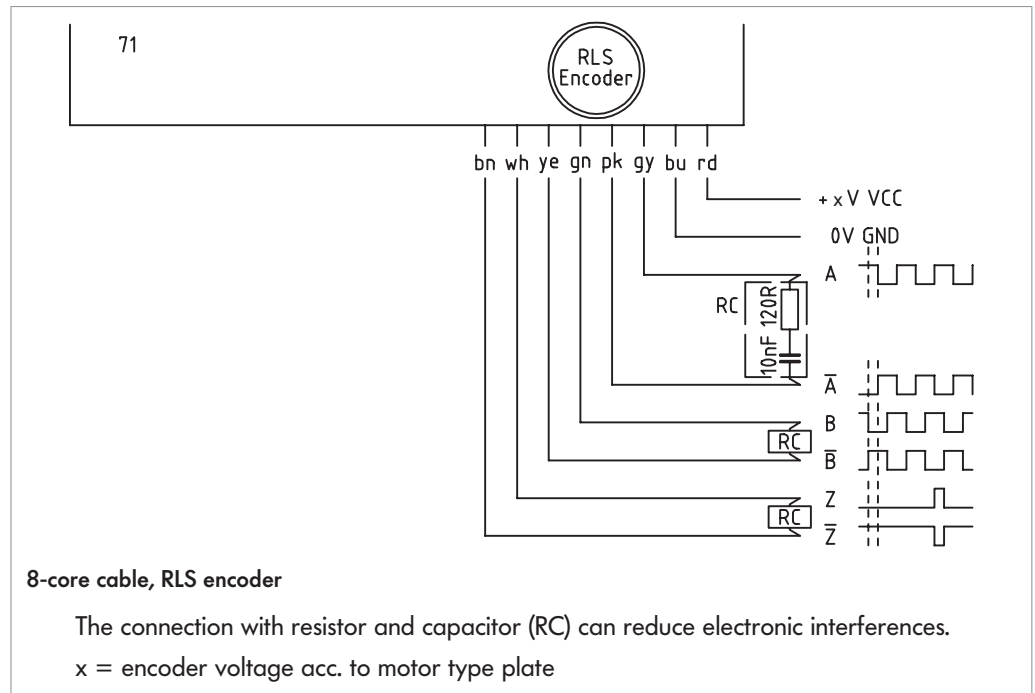 71
RLS
Encoder
bn wh ye gn pk gy bu rd
+ x V VCC
0V GND
A
RC
120R
10nF
A̅
B
RC
B̅
Z
RC
Z̅
8-core cable, RLS encoder
The connection with resistor and capacitor (RC) can reduce electronic interferences.
x = encoder voltage acc. to motor type plate